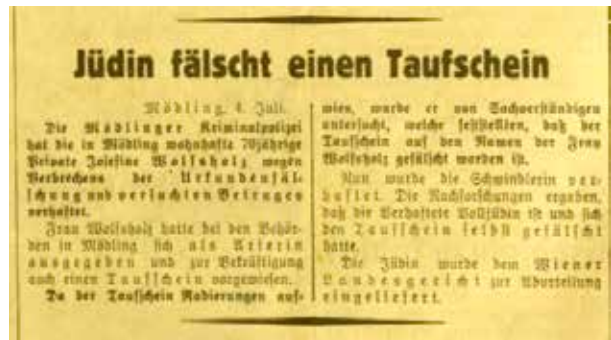 Jüdin fälscht einen Taufschein
Mödling, 4. Juli.
Die Mödlinger Kriminalpolizei
hat die in Mödling wohnhafte 70jährige
Private Josefine Wolfsholz wegen
Verbrechens der Urkundenfäl-
schung und versuchten Betruges
verhaftet.
Frau Wolfsholz hatte bei den Behör-
den in Mödling sich als Arierin
ausgegeben und zur Bekräftigung
auch einen Taufschein vorgewiesen.
Da der Taufschein Radierungen auf-
wies, wurde er von Sachverständigen
untersucht, welche feststellten, daß der
Taufschein auf den Namen der Frau
Wolfsholz gefälscht worden ist.
Nun wurde die Schwindlerin ver-
haftet. Die Nachforschungen ergaben,
daß die Verhaftete Volljüdin ist und sich
den Taufschein selbst gefälscht
hatte.
Die Jüdin wurde dem Wiener
Landesgericht zur Aburteilung
eingeliefert.